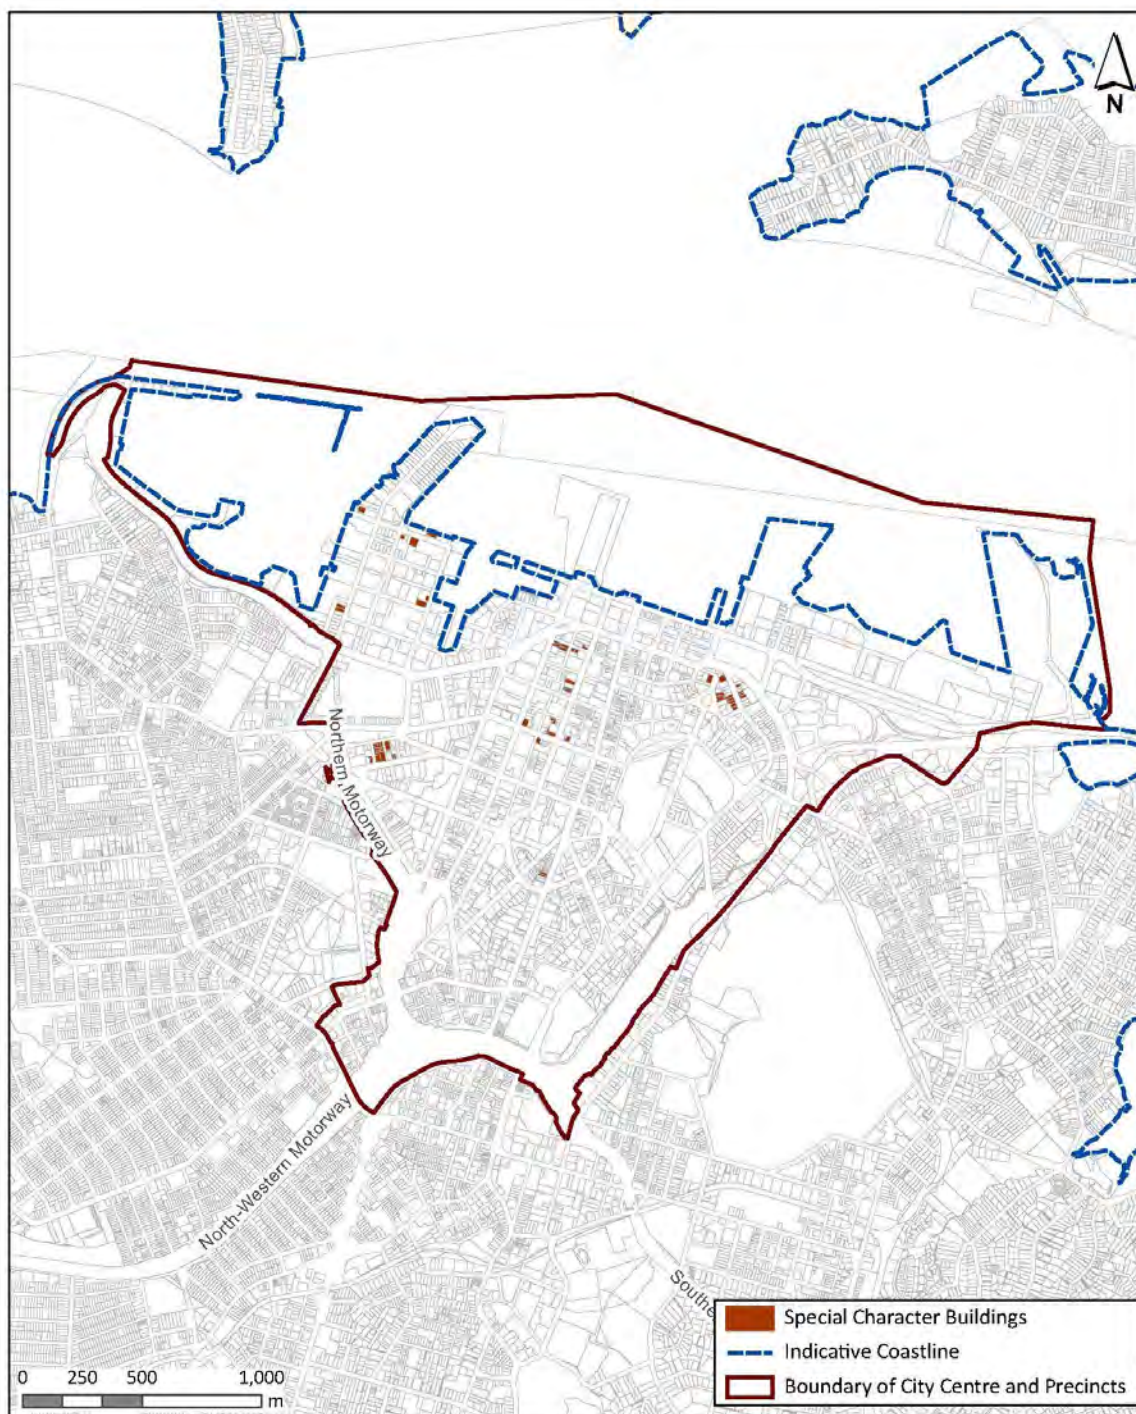 N
Northern Motorway
North-Western Motorway
Southe
Special Character Buildings
Indicative Coastline
Boundary of City Centre and Precincts
0 250 500 1,000
m